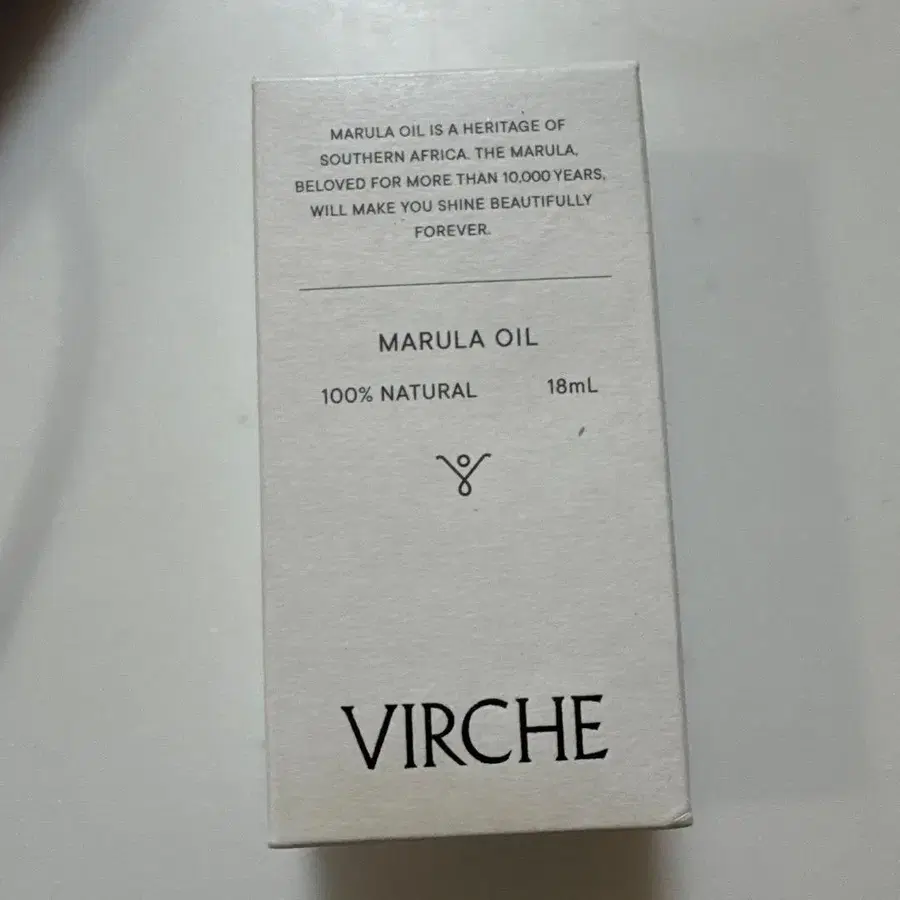 MARULA OIL IS A HERITAGE OF
SOUTHERN AFRICA. THE MARULA,
BELOVED FOR MORE THAN 10,000 YEARS,
WILL MAKE YOU SHINE BEAUTIFULLY
FOREVER.
MARULA OIL
100% NATURAL 18mL
VIRCHE